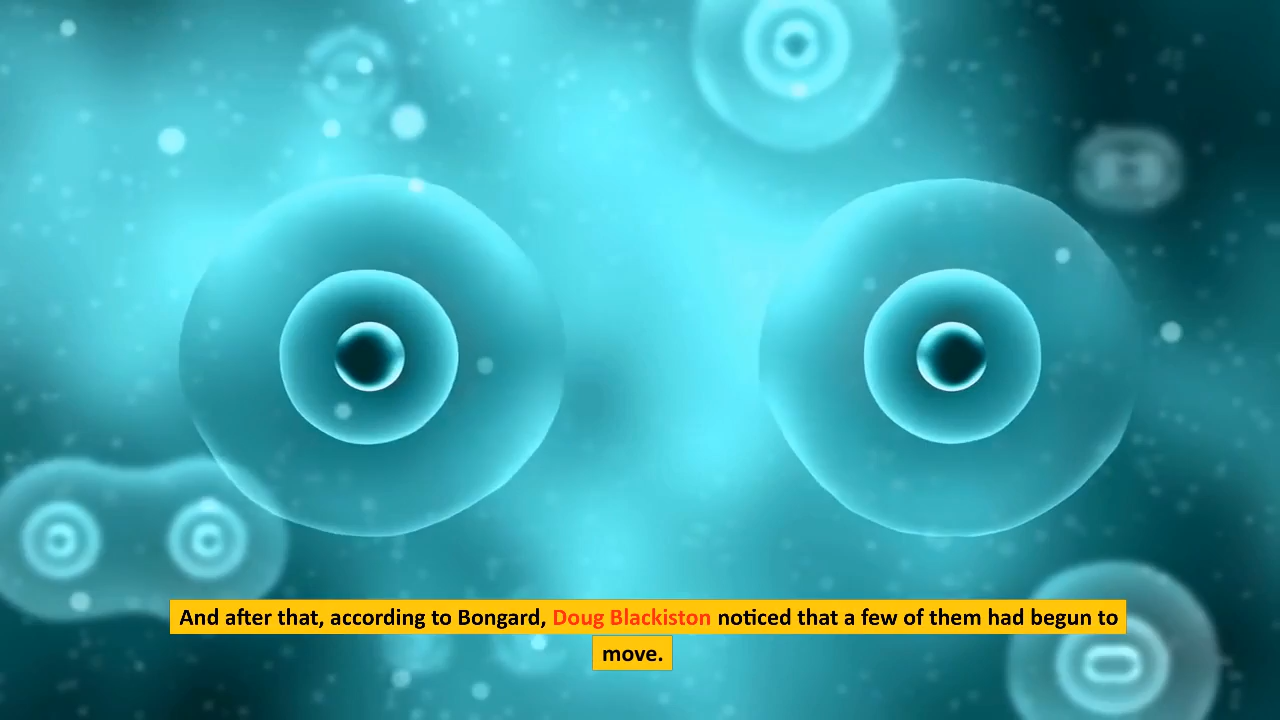 And after that, according to Bongard, Doug Blackiston noticed that a few of them had begun to
move.